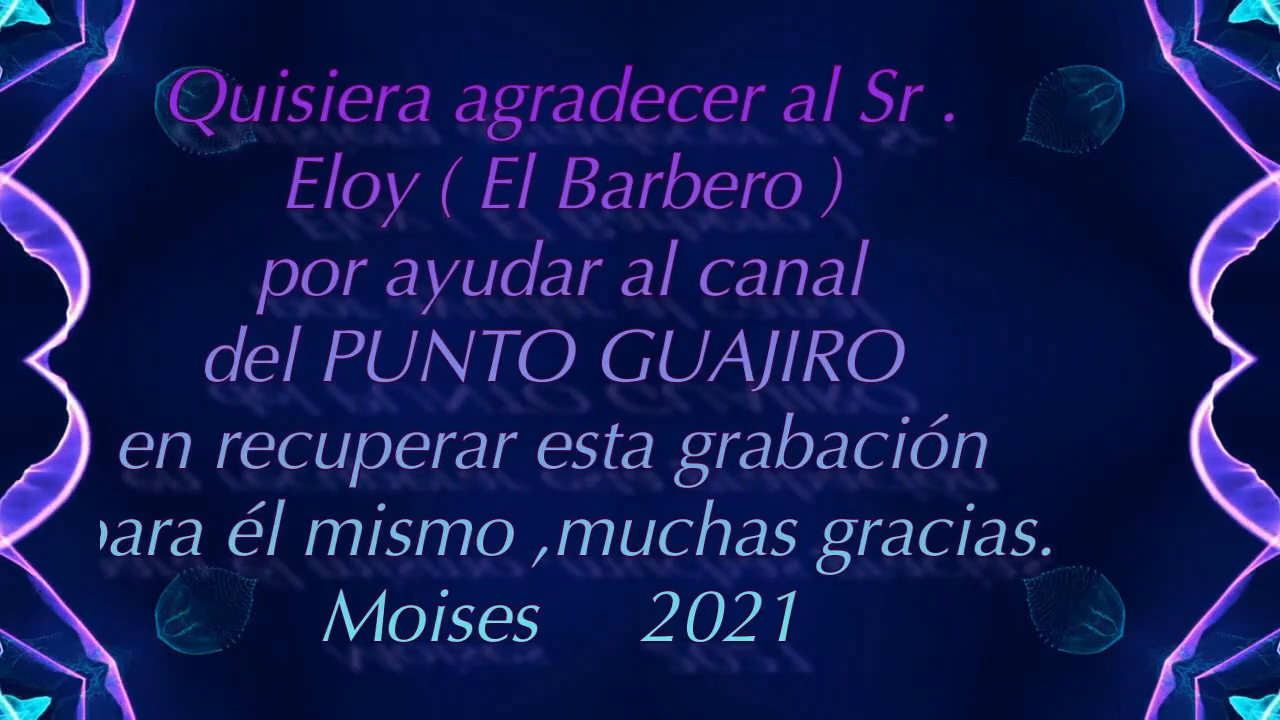 Quisiera agradecer al Sr .
Eloy ( El Barbero )
por ayudar al canal
del PUNTO GUAJIRO
en recuperar esta grabación
para él mismo ,muchas gracias.
Moises 2021